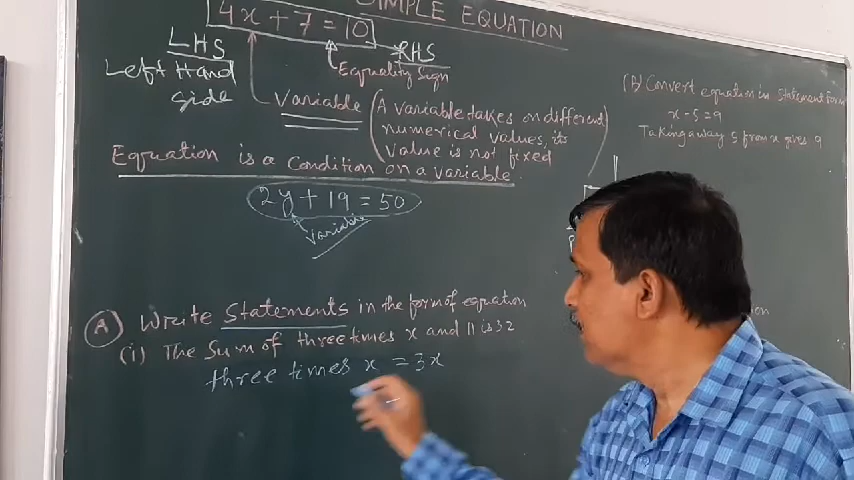 SIMPLE EQUATION
4x + 7 = 10
LHS
RHS
Left Hand
side
Equality Sign
Variable
(A variable takes on different
numerical values, its
value is not fixed
Equation is a Condition on a variable
2y + 19 = 50
variable
(A) Write Statements in the form of equation
(i) The Sum of three times x and 11 is 32
three times x = 3x
(B) Convert equation in Statement form
x - 5 = 9
Taking away 5 from x gives 9